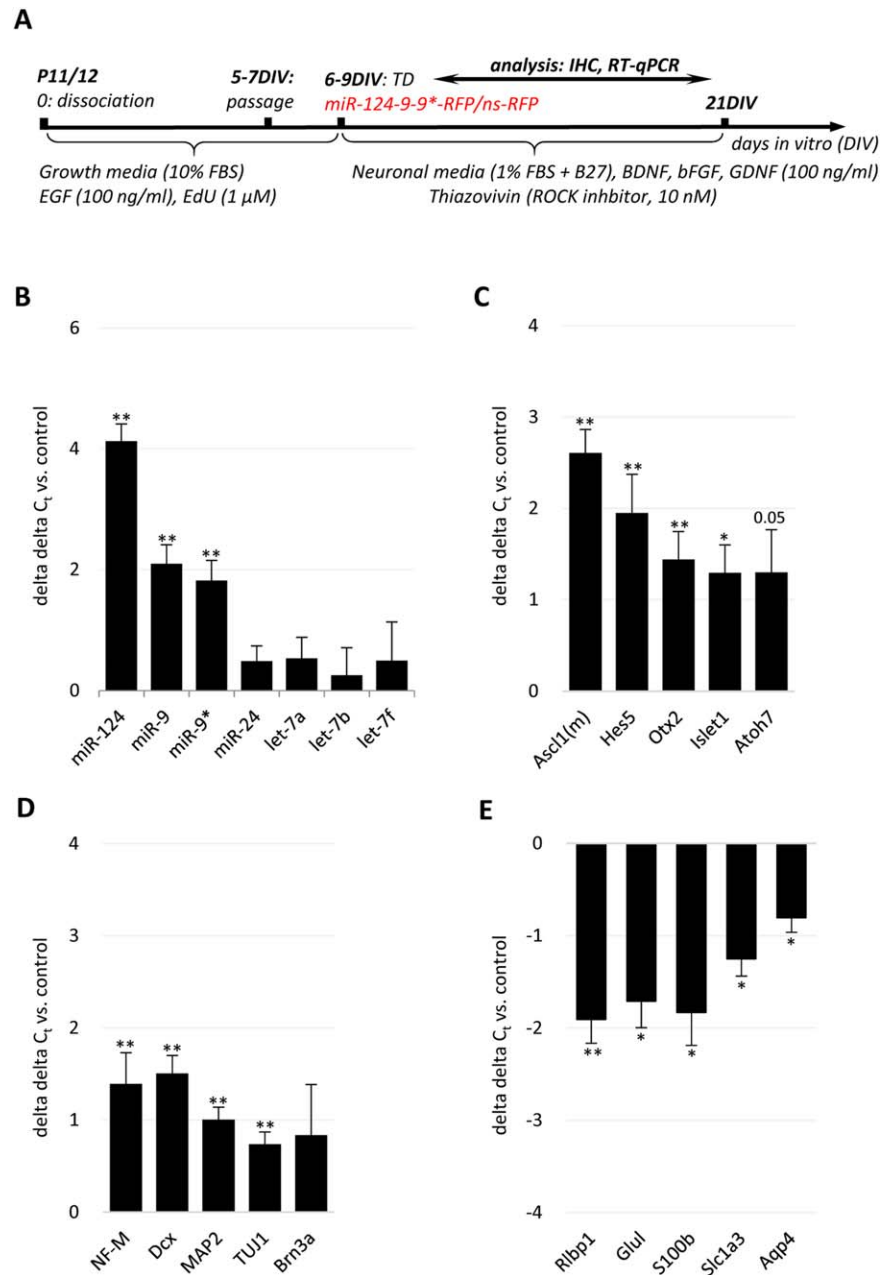 A
P11/12
0: dissociation
5-7DIV:
passage
6-9DIV: TD
miR-124-9-9*-RFP/ns-RFP
analysis: IHC, RT-qPCR
21DIV
days in vitro (DIV)
Growth media (10% FBS)
EGF (100 ng/ml), EdU (1 µM)
Neuronal media (1% FBS + B27), BDNF, bFGF, GDNF (100 ng/ml)
Thiazovivin (ROCK inhbitor, 10 nM)
B
delta delta Ct vs. control
6
4
2
0
**
**
**
miR-124
miR-9
miR-9*
miR-24
let-7a
let-7b
let-7f
C
delta delta Ct vs. control
4
3
2
1
0
**
**
**
*
0.05
Ascl1(m)
Hes5
Otx2
Islet1
Atoh7
D
delta delta Ct vs. control
4
3
2
1
0
**
**
**
**
NF-M
Dcx
MAP2
TUJ1
Brn3a
E
delta delta Ct vs. control
0
-1
-2
-3
-4
**
*
*
*
*
Rlbp1
Glul
S100b
Slc1a3
Aqp4